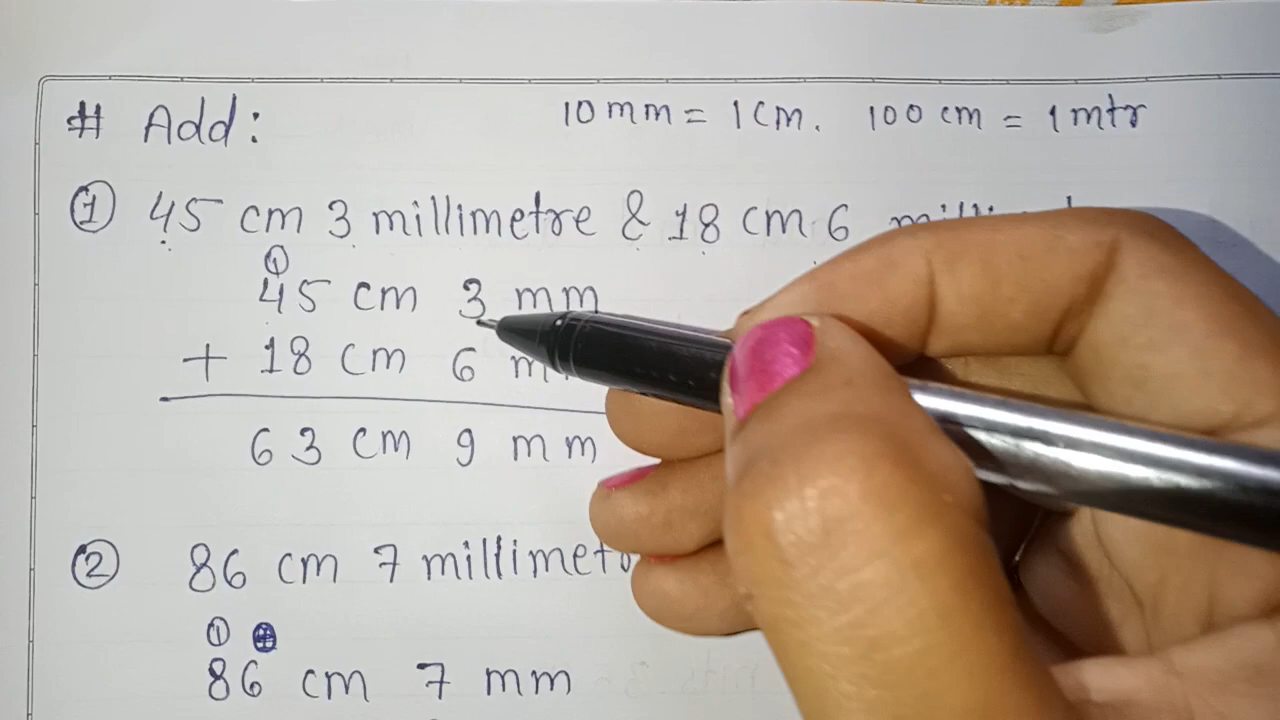 # Add: 10 mm = 1 cm. 100 cm = 1 mtr
① 45 cm 3 millimetre & 18 cm 6
①
45 cm 3 mm
+ 18 cm 6
63 cm 9 mm
② 86 cm 7
①
86 cm 7 mm